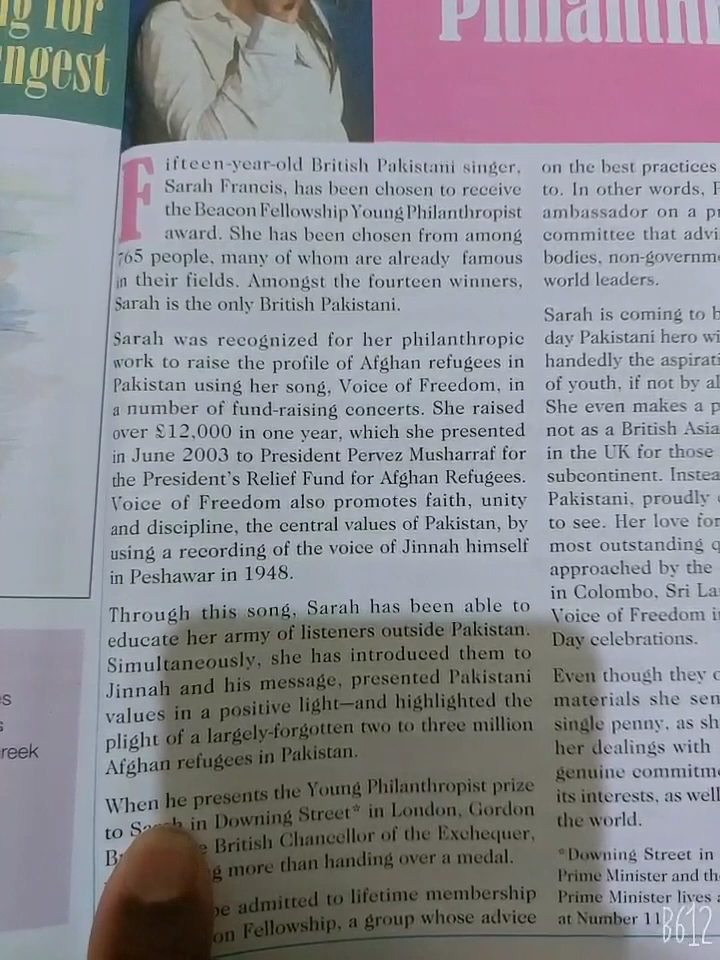 ng for
ngest
Philanthr
Fifteen-year-old British Pakistani singer,
Sarah Francis, has been chosen to receive
the Beacon Fellowship Young Philanthropist
award. She has been chosen from among
765 people, many of whom are already famous
in their fields. Amongst the fourteen winners,
Sarah is the only British Pakistani.
Sarah was recognized for her philanthropic
work to raise the profile of Afghan refugees in
Pakistan using her song, Voice of Freedom, in
a number of fund-raising concerts. She raised
over £12,000 in one year, which she presented
in June 2003 to President Pervez Musharraf for
the President's Relief Fund for Afghan Refugees.
Voice of Freedom also promotes faith, unity
and discipline, the central values of Pakistan, by
using a recording of the voice of Jinnah himself
in Peshawar in 1948.
Through this song, Sarah has been able to
educate her army of listeners outside Pakistan.
Simultaneously, she has introduced them to
Jinnah and his message, presented Pakistani
values in a positive light—and highlighted the
plight of a largely-forgotten two to three million
Afghan refugees in Pakistan.
When he presents the Young Philanthropist prize
to Sarah in Downing Street* in London, Gordon
British Chancellor of the Exchequer,
more than handing over a medal.
be admitted to lifetime membership
on Fellowship, a group whose advice
on the best practices
to. In other words,
ambassador on a
committee that advi
bodies, non-governme
world leaders.
Sarah is coming to b
day Pakistani hero wi
handedly the aspirati
of youth, if not by al
She even makes a p
not as a British Asia
in the UK for those
subcontinent. Instea
Pakistani, proudly
to see. Her love for
most outstanding q
approached by the
in Colombo, Sri La
Voice of Freedom i
Day celebrations.
Even though they
materials she sen
single penny, as sh
her dealings with
genuine commitme
its interests, as well
the world.
*Downing Street in
Prime Minister and the
Prime Minister lives a
at Number 11
s
s
reek
B612